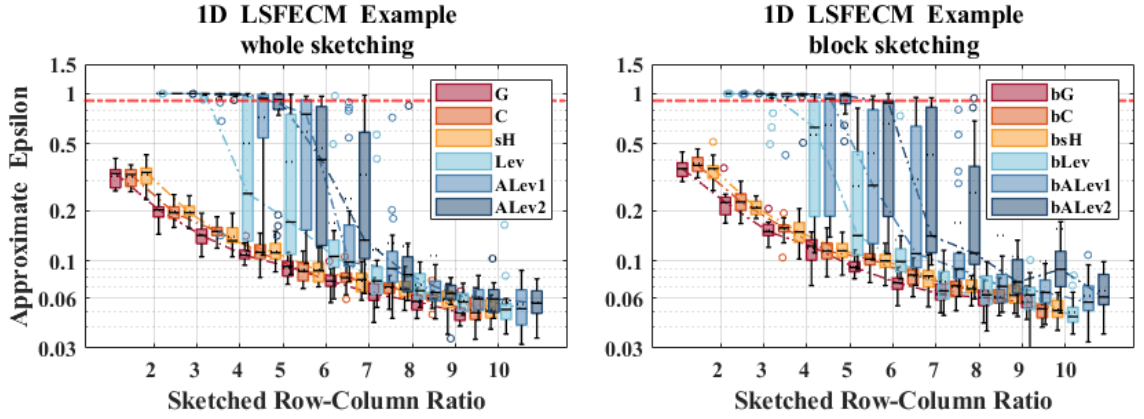 1D LSFECM Example
whole sketching
Approximate Epsilon
1.5
1
0.5
0.2
0.1
0.06
0.03
G
C
sH
Lev
ALev1
ALev2
2 3 4 5 6 7 8 9 10
Sketched Row-Column Ratio
1D LSFECM Example
block sketching
1.5
1
0.5
0.2
0.1
0.06
0.03
bG
bC
bsH
bLev
bALev1
bALev2
2 3 4 5 6 7 8 9 10
Sketched Row-Column Ratio